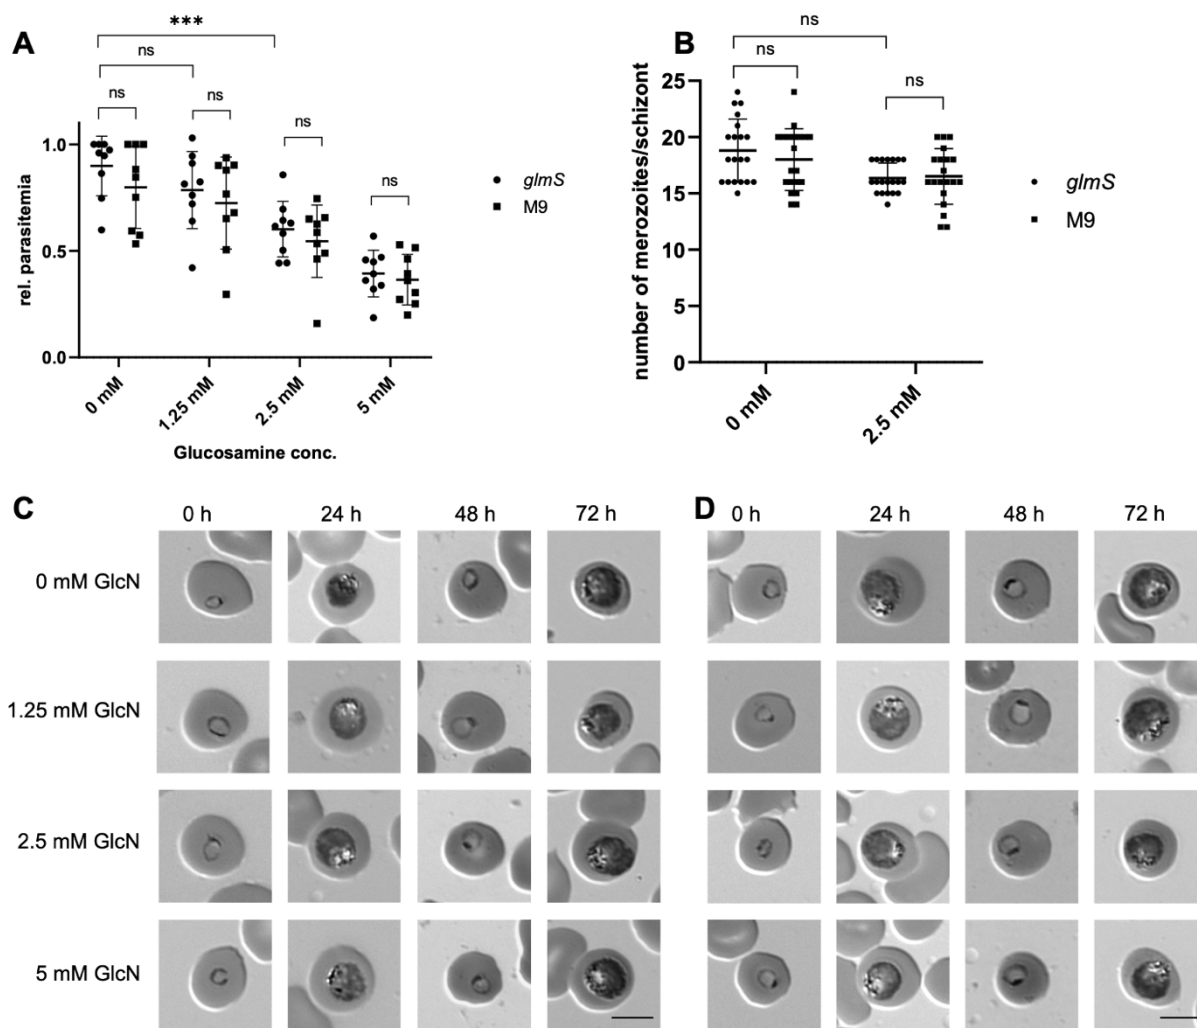 A
***
ns
ns
ns
ns
ns
1.0
0.5
0.0
rel. parasitemia
0 mM
1.25 mM
2.5 mM
5 mM
Glucosamine conc.
glmS
M9
B
ns
ns
ns
25
20
15
10
5
0
number of merozoites/schizont
0 mM
2.5 mM
glmS
M9
C
0 h
24 h
48 h
72 h
D
0 h
24 h
48 h
72 h
0 mM GlcN
1.25 mM GlcN
2.5 mM GlcN
5 mM GlcN